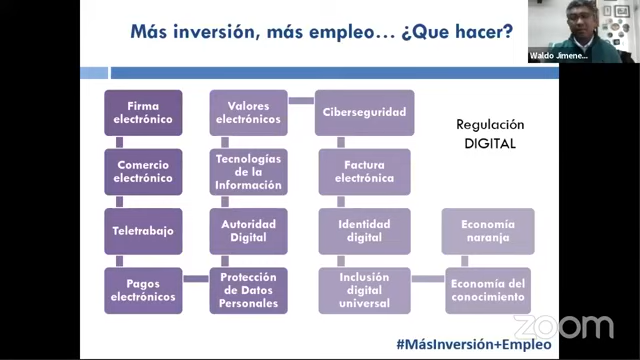 Más inversión, más empleo… ¿Que hacer?
Waldo Jimene...
Firma
electrónico
Comercio
electrónico
Teletrabajo
Pagos
electrónicos
Valores
electrónicos
Tecnologías
de la
Información
Autoridad
Digital
Protección
de Datos
Personales
Ciberseguridad
Factura
electrónica
Identidad
digital
Inclusión
digital
universal
Regulación
DIGITAL
Economía
naranja
Economía del
conocimiento
zoom
#MásInversión+Empleo